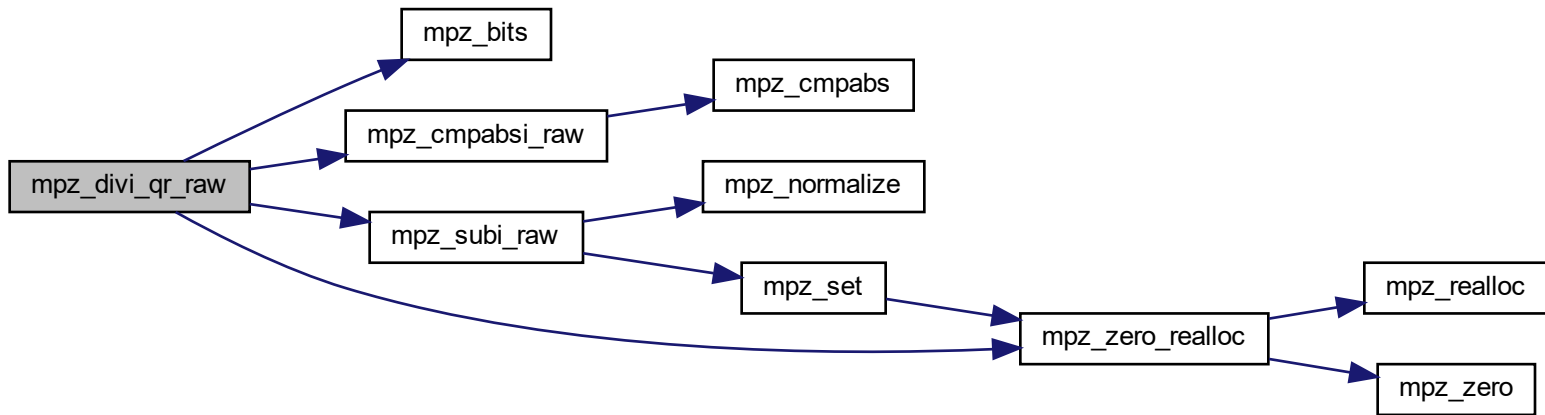 mpz_bits
mpz_cmpabs
mpz_cmpabsi_raw
mpz_divi_qr_raw
mpz_normalize
mpz_subi_raw
mpz_set
mpz_realloc
mpz_zero_realloc
mpz_zero